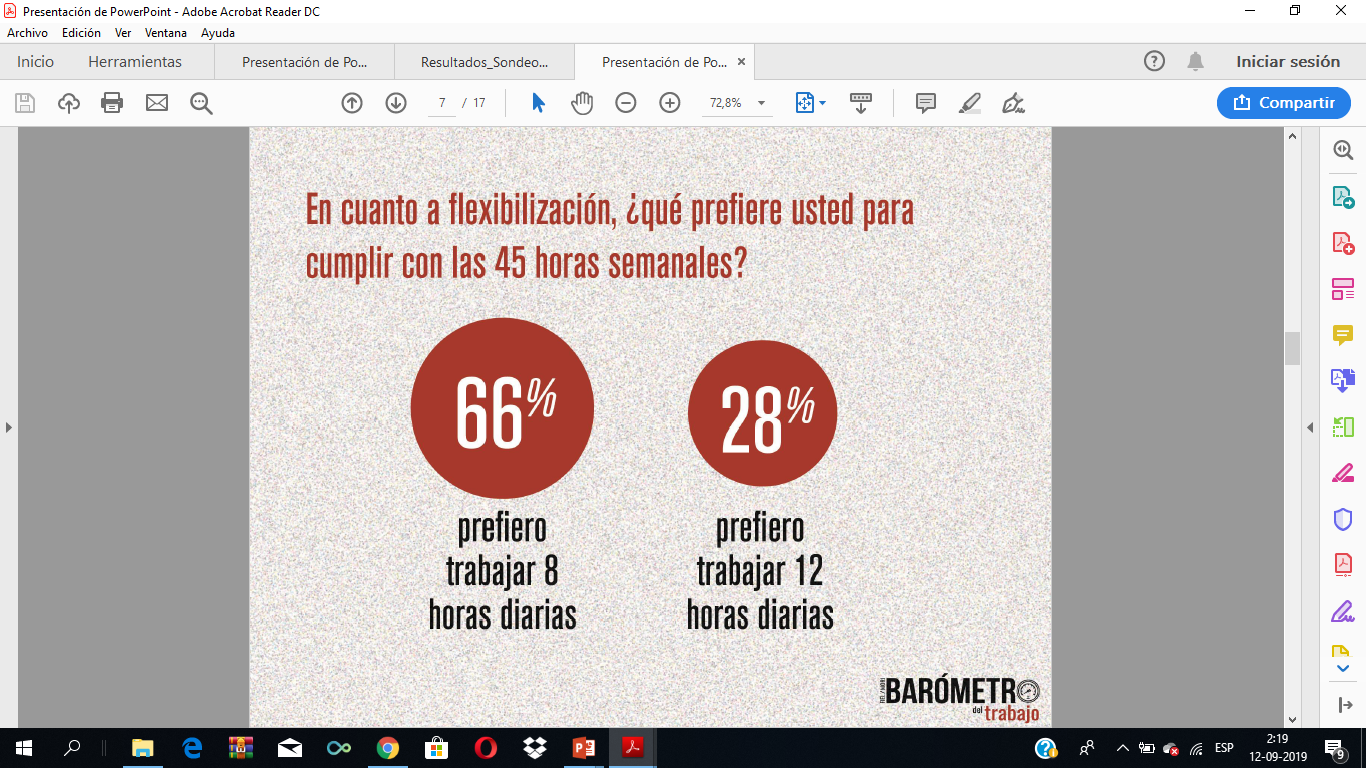 Presentación de PowerPoint - Adobe Acrobat Reader DC
Archivo Edición Ver Ventana Ayuda
Inicio Herramientas Presentación de Po... Resultados_Sondeo... Presentación de Po... Iniciar sesión
7 / 17 72,8% Compartir
En cuanto a flexibilización, ¿qué prefiere usted para
cumplir con las 45 horas semanales?
66% 28%
prefiero prefiero
trabajar 8 trabajar 12
horas diarias horas diarias
BARÓMETRO
del trabajo
ESP 2:19
12-09-2019 9